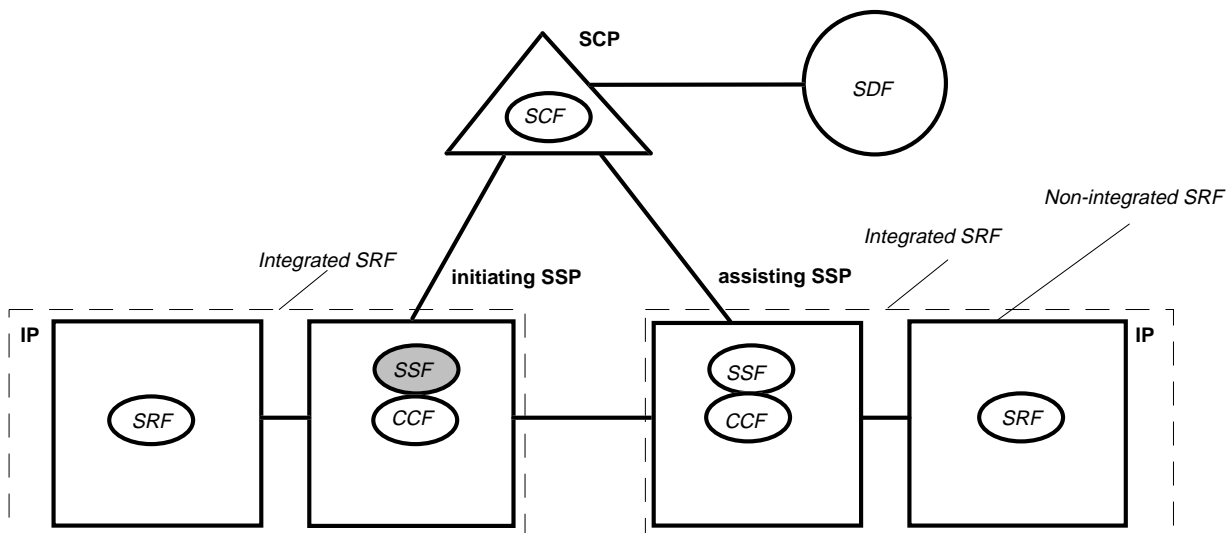 SCP
SDF
SCF
Non-integrated SRF
Integrated SRF
Integrated SRF
initiating SSP
assisting SSP
IP
IP
SSF
SSF
SRF
CCF
CCF
SRF